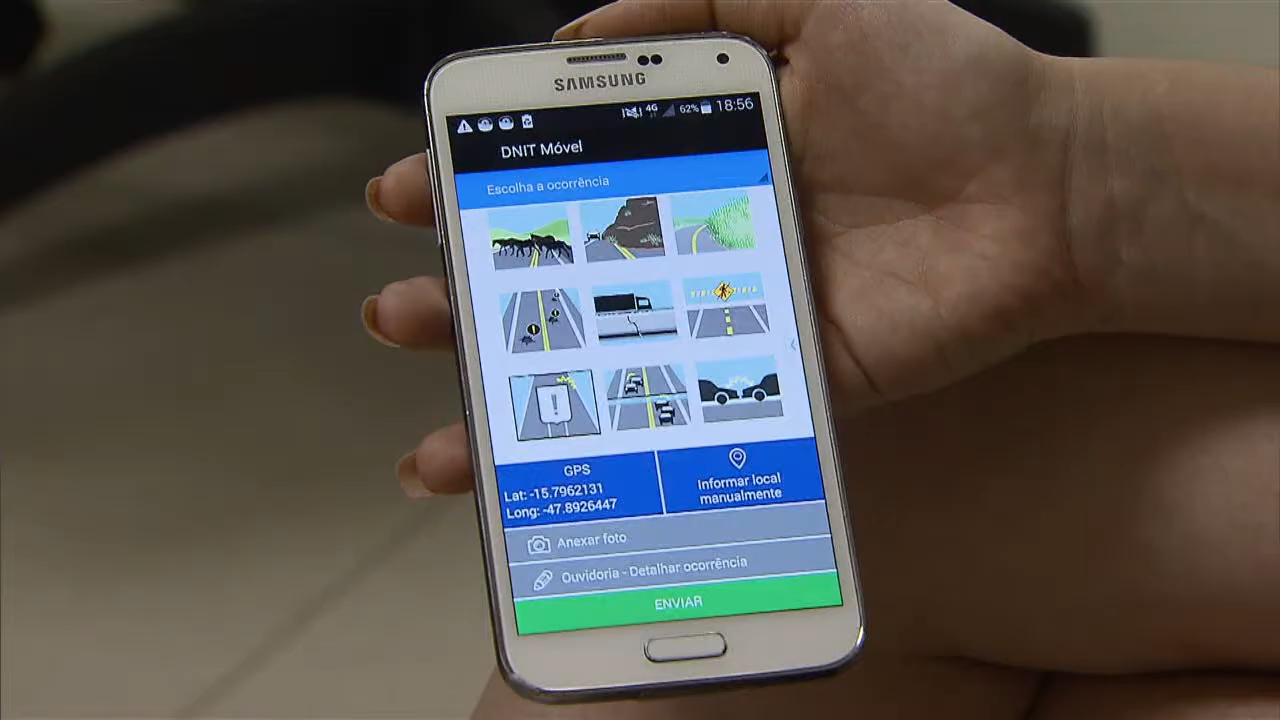 SAMSUNG
4G 62% 18:56
DNIT Móvel
Escolha a ocorrência
!
GPS
Lat: -15.7962131
Long: -47.8926447
Informar local
manualmente
Anexar foto
Ouvidoria - Detalhar ocorrência
ENVIAR